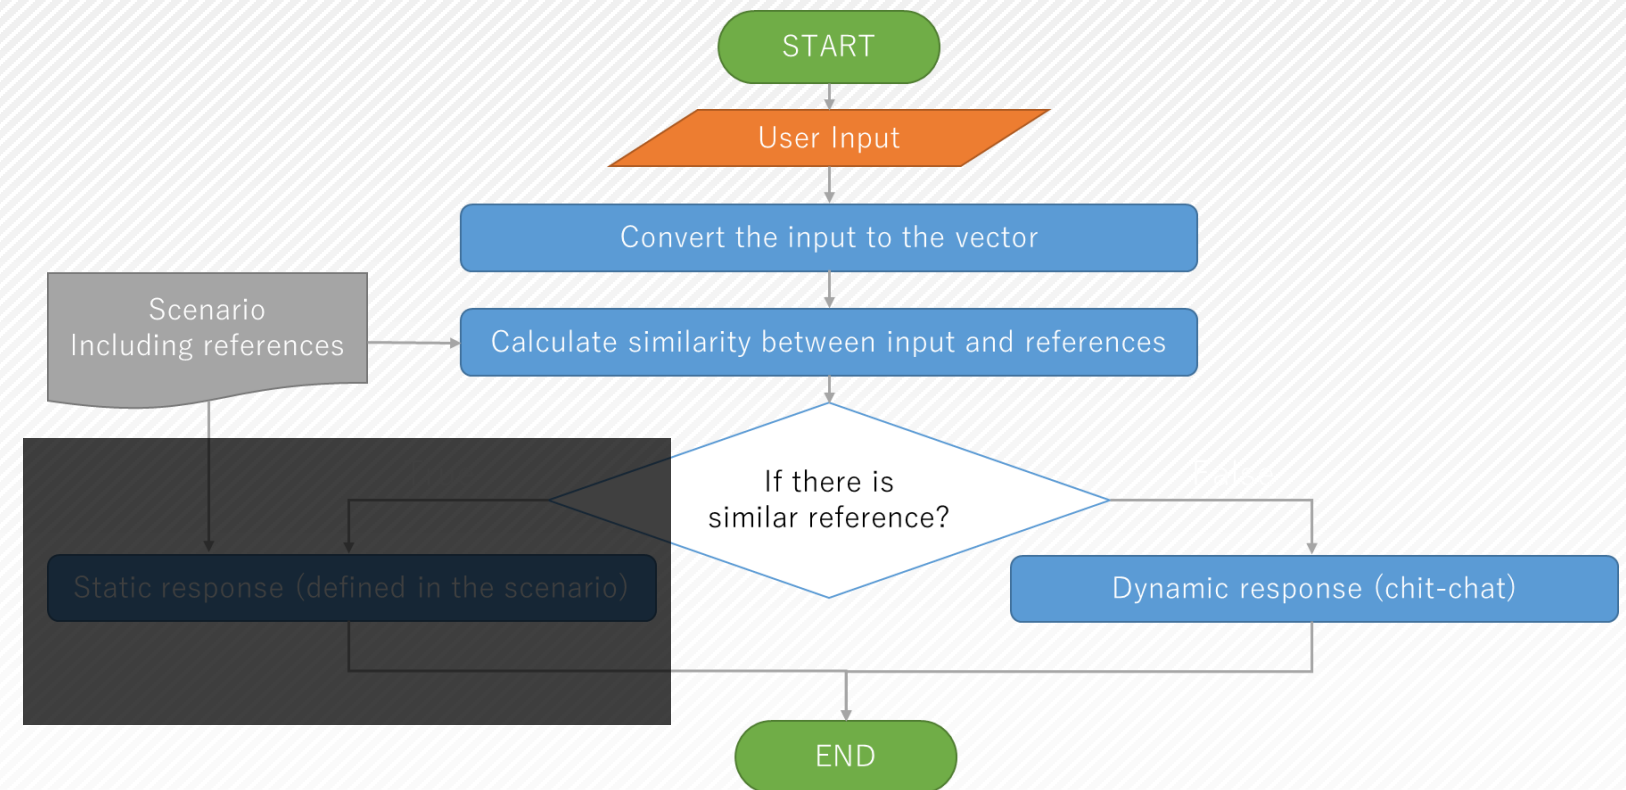 START
User Input
Convert the input to the vector
Scenario
Including references
Calculate similarity between input and references
If there is
similar reference?
Static response (defined in the scenario)
Dynamic response (chit-chat)
END